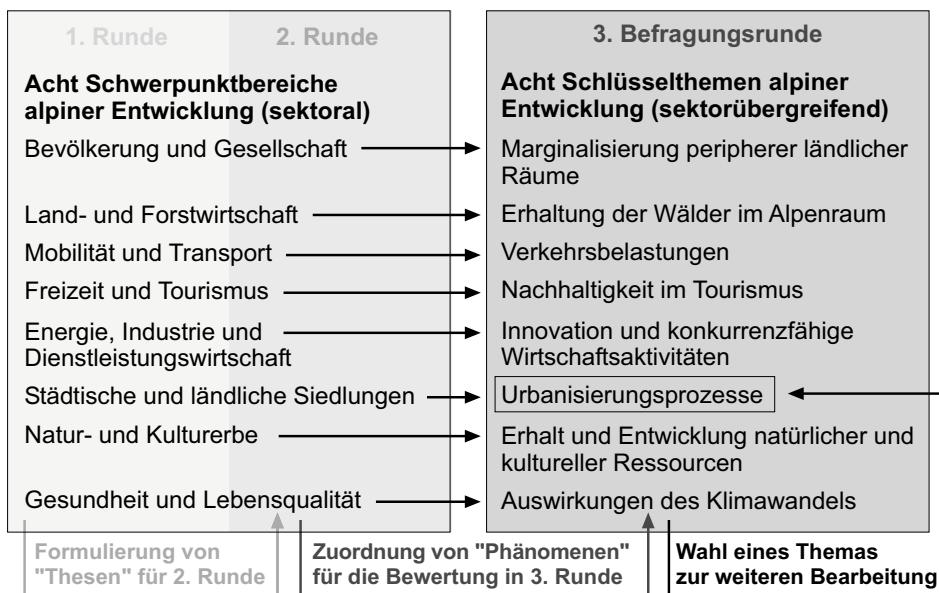 1. Runde
2. Runde
Acht Schwerpunktbereiche
alpiner Entwicklung (sektoral)
Bevölkerung und Gesellschaft
Land- und Forstwirtschaft
Mobilität und Transport
Freizeit und Tourismus
Energie, Industrie und
Dienstleistungswirtschaft
Städtische und ländliche Siedlungen
Natur- und Kulturerbe
Gesundheit und Lebensqualität
3. Befragungsrunde
Acht Schlüsselthemen alpiner
Entwicklung (sektorübergreifend)
Marginalisierung peripherer ländlicher
Räume
Erhaltung der Wälder im Alpenraum
Verkehrsbelastungen
Nachhaltigkeit im Tourismus
Innovation und konkurrenzfähige
Wirtschaftsaktivitäten
Urbanisierungsprozesse
Erhalt und Entwicklung natürlicher und
kultureller Ressourcen
Auswirkungen des Klimawandels
Formulierung von
"Thesen" für 2. Runde
Zuordnung von "Phänomenen"
für die Bewertung in 3. Runde
Wahl eines Themas
zur weiteren Bearbeitung